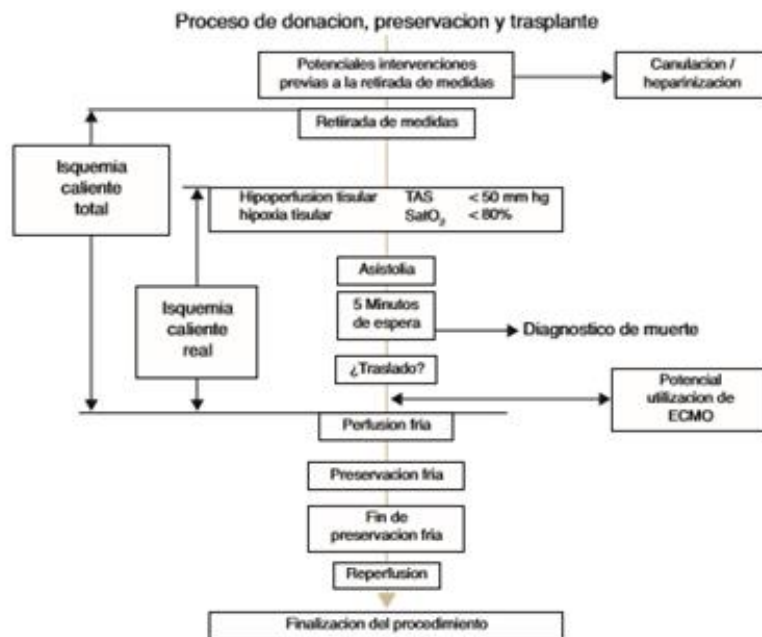 Proceso de donacion, preservacion y trasplante
Potenciales intervenciones
previas a la retirada de medidas
Canulacion /
heparinizacion
Retiirada de medidas
Isquemia
caliente
total
Hipoperfusion tisular TAS < 50 mm hg
hipoxia tisular SatO2 < 80%
Asistolia
Isquemia
caliente
real
5 Minutos
de espera
Diagnostico de muerte
¿Traslado?
Potencial
utilizacion de
ECMO
Perfusion fria
Preservacion fria
Fin de
preservacion fria
Reperfusion
Finalizacion del procedimiento